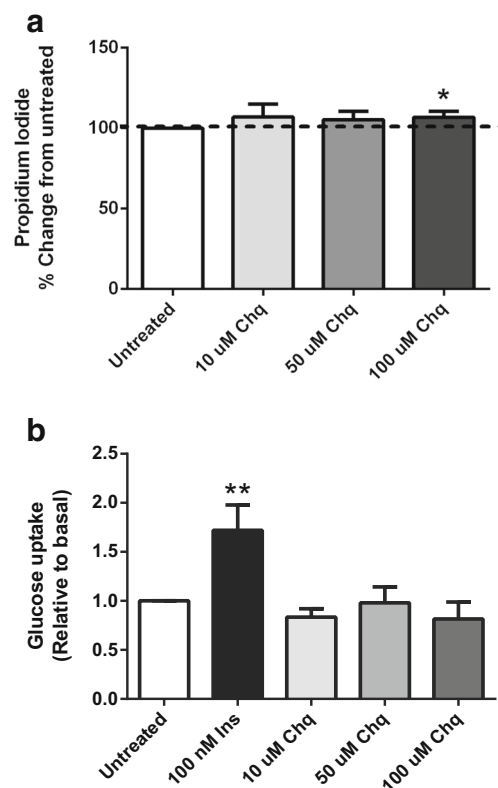 a
Propidium Iodide
% Change from untreated
150
100
50
0
*
Untreated
10 uM Chq
50 uM Chq
100 uM Chq
b
Glucose uptake
(Relative to basal)
2.5
2.0
1.5
1.0
0.5
0.0
**
Untreated
100 nM Ins
10 uM Chq
50 uM Chq
100 uM Chq